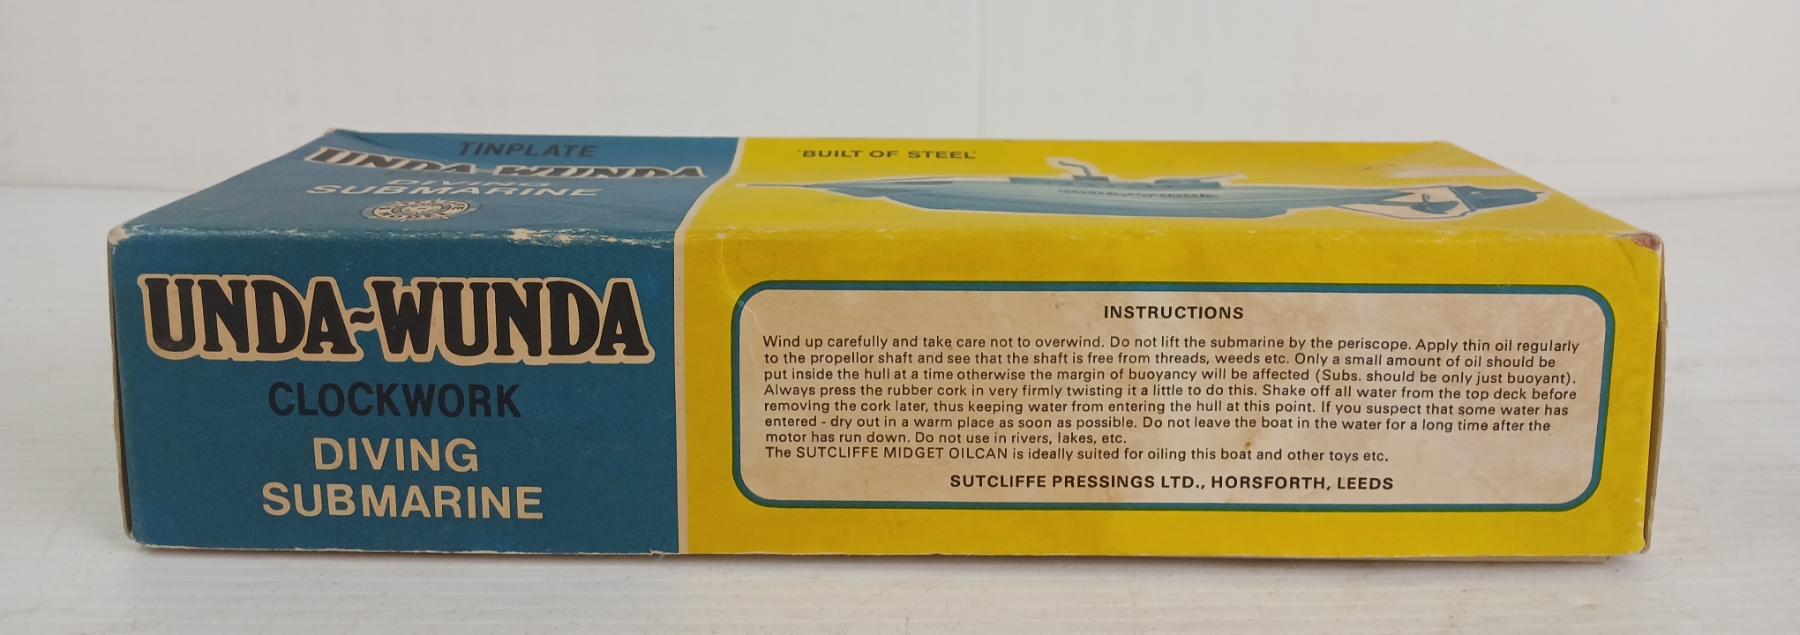 TINPLATE
UNDA-WUNDA
DIVING
SUBMARINE
'BUILT OF STEEL'
UNDA~WUNDA
CLOCKWORK
DIVING
SUBMARINE
INSTRUCTIONS
Wind up carefully and take care not to overwind. Do not lift the submarine by the periscope. Apply thin oil regularly
to the propellor shaft and see that the shaft is free from threads, weeds etc. Only a small amount of oil should be
put inside the hull at a time otherwise the margin of buoyancy will be affected (Subs. should be only just buoyant).
Always press the rubber cork in very firmly twisting it a little to do this. Shake off all water from the top deck before
removing the cork later, thus keeping water from entering the hull at this point. If you suspect that some water has
entered - dry out in a warm place as soon as possible. Do not leave the boat in the water for a long time after the
motor has run down. Do not use in rivers, lakes, etc.
The SUTCLIFFE MIDGET OILCAN is ideally suited for oiling this boat and other toys etc.
SUTCLIFFE PRESSINGS LTD., HORSFORTH, LEEDS